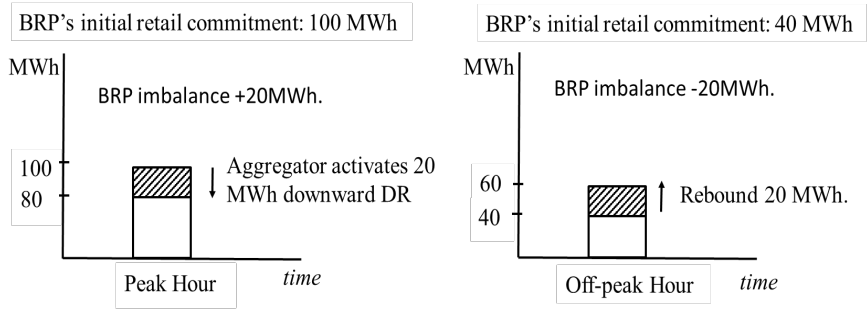 BRP's initial retail commitment: 100 MWh
MWh
BRP imbalance +20MWh.
100
80
Aggregator activates 20
MWh downward DR
Peak Hour
time
BRP's initial retail commitment: 40 MWh
MWh
BRP imbalance -20MWh.
60
40
Rebound 20 MWh.
Off-peak Hour
time